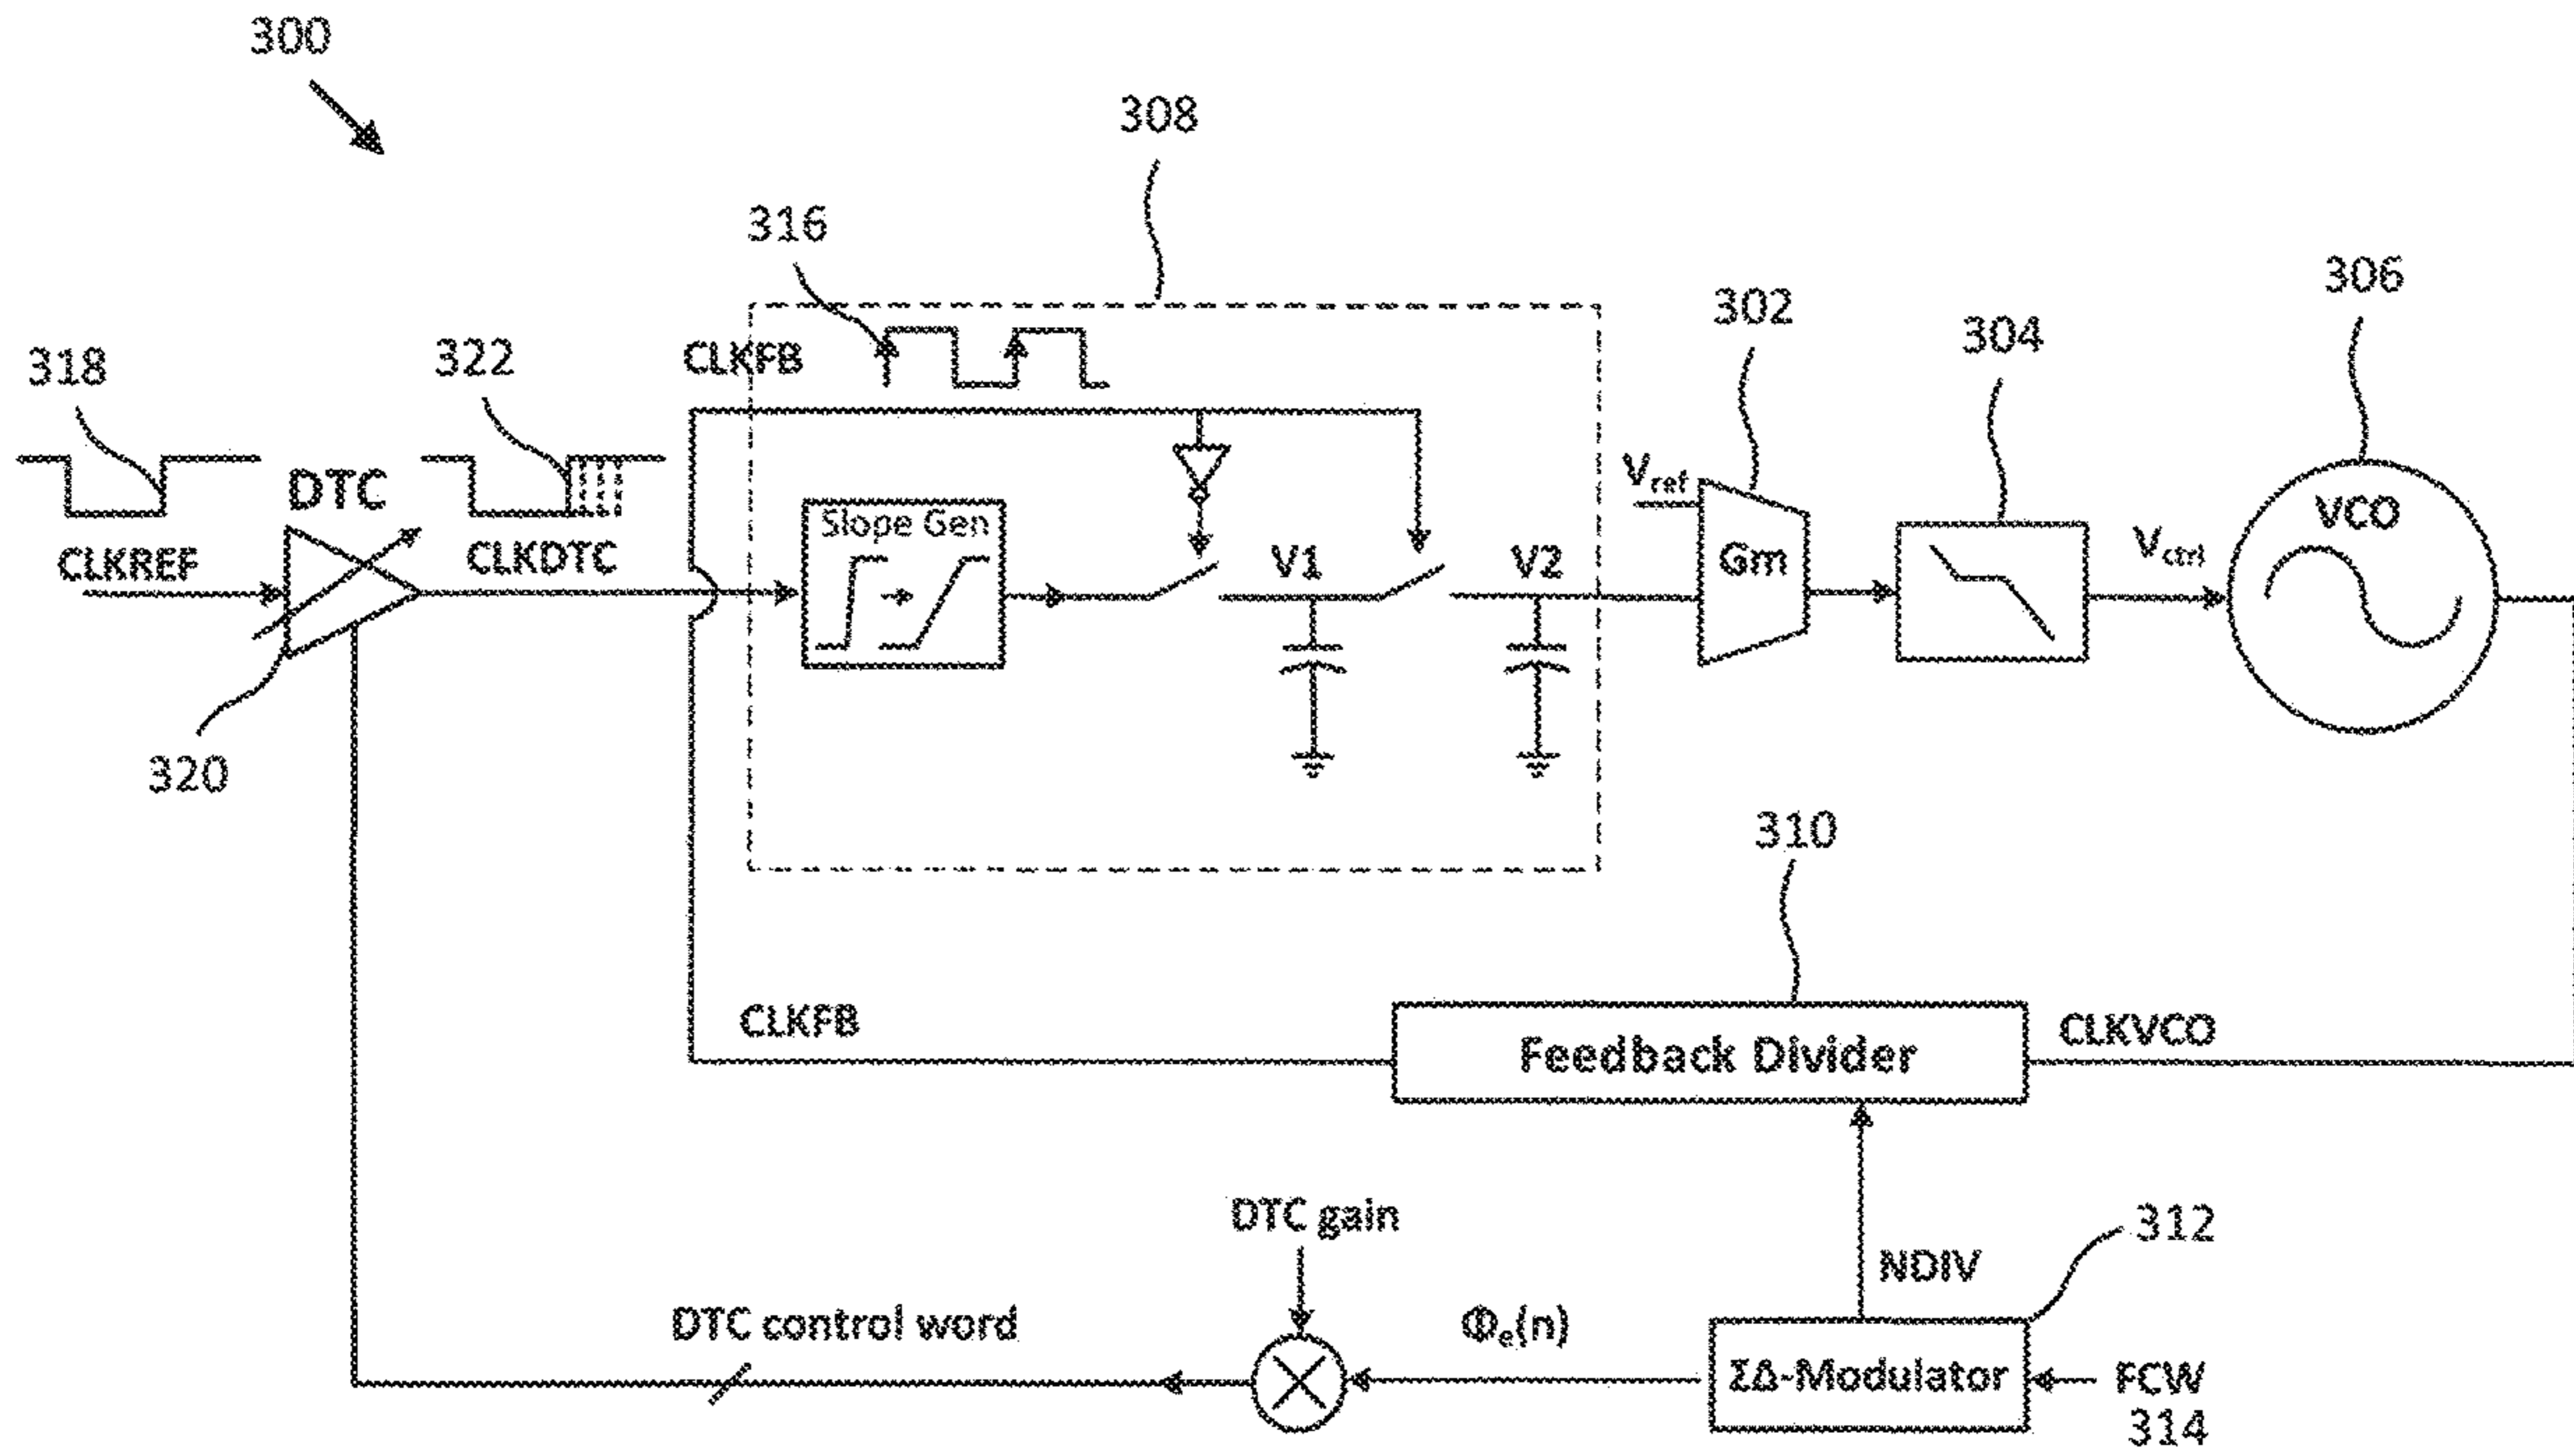 300
308
316
306
302
304
318
322
CLKFB
Vref
DTC
Slope Gen
VCO
CLKREF
CLKDTC
V1
V2
Gm
Vctrl
320
310
CLKFB
Feedback Divider
CLKVCO
DTC gain
312
NDIV
DTC control word
Φe(n)
ΣΔ-Modulator
FCW
314